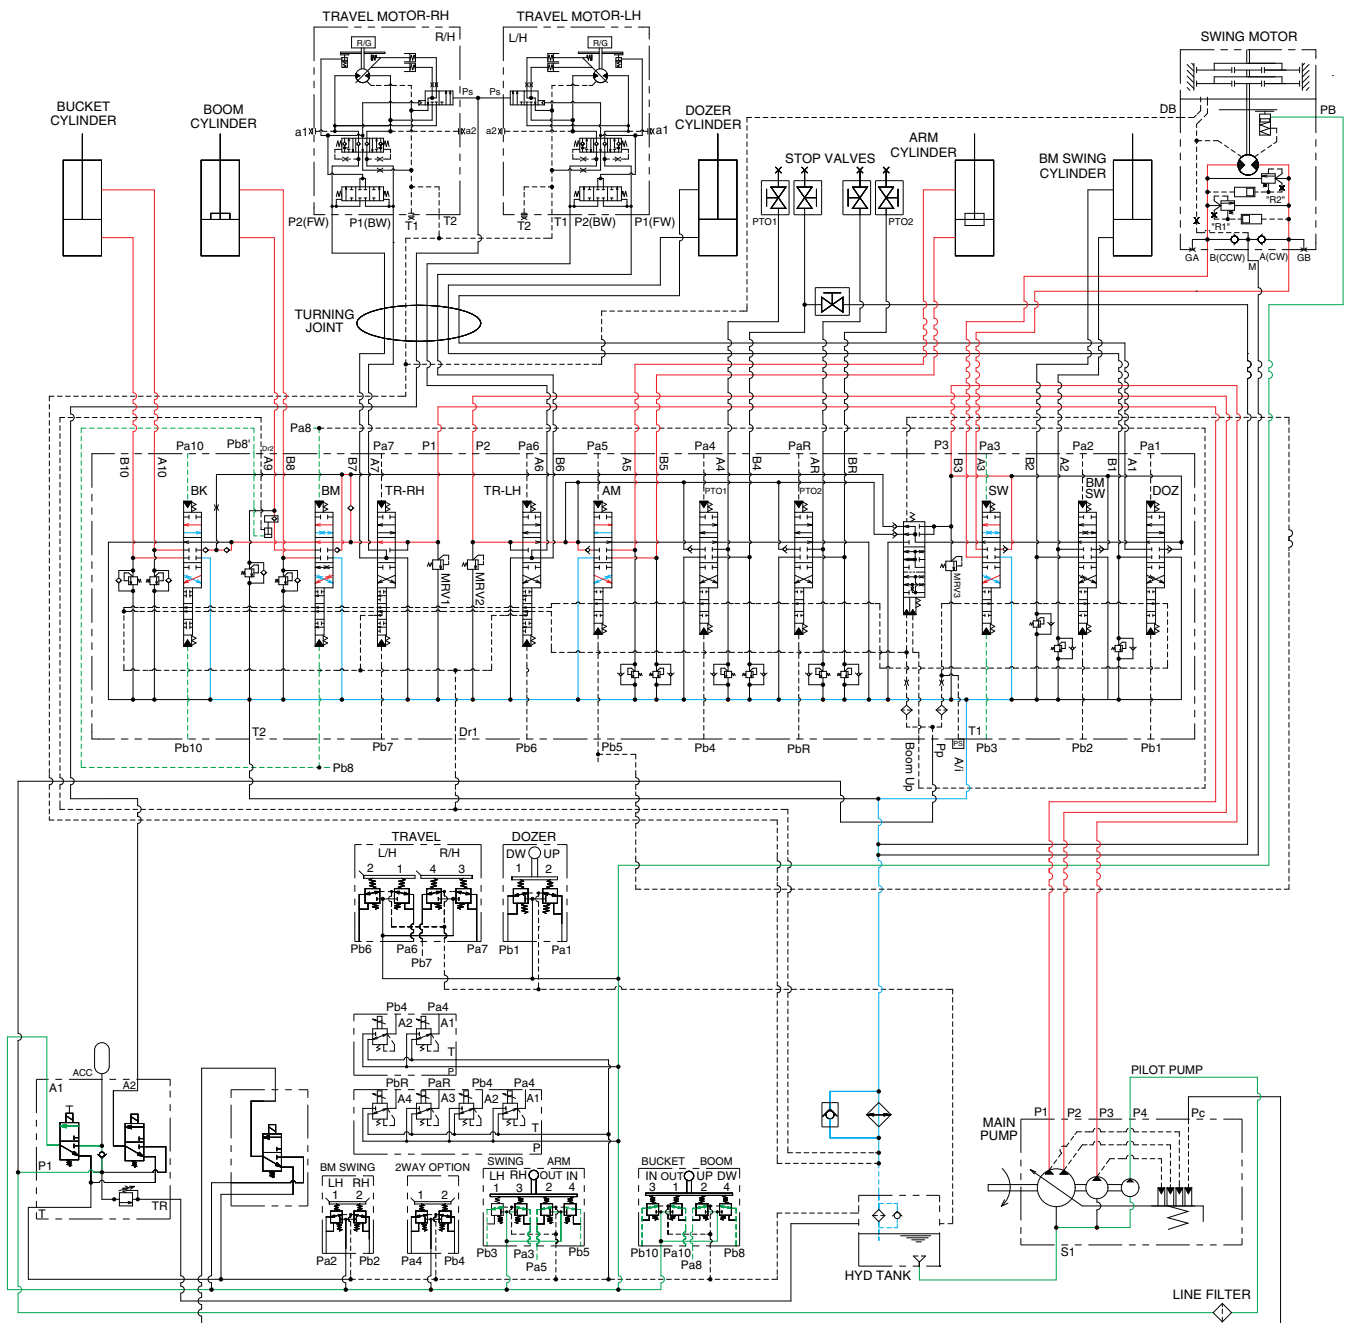 TRAVEL MOTOR-RH TRAVEL MOTOR-LH
SWING MOTOR
R/H L/H
R/G R/G
BUCKET
CYLINDER
BOOM
CYLINDER
DOZER
CYLINDER
ARM
CYLINDER
STOP VALVES
BM SWING
CYLINDER
Ps Ps
DB PB
a1 a2 a2 a1
"R2"
"R1"
PTO1 PTO2
P2(FW) P1(BW) T1 T2 T2 T1 P2(BW) P1(FW)
GA B(CCW) M A(CW) GB
TURNING
JOINT
Pa8
Pa10 Pb8' Dr2 Pa7 P1 P2 Pa6 Pa5 Pa4 PaR P3 Pa3 Pa2 Pa1
B10 A10 A9 B8 B7 A7 A6 B6 A5 B5 A4 B4 AR BR B3 A3 B2 A2 B1 A1
BK BM TR-RH TR-LH AM PTO1 PTO2 SW BM
SW DOZ
MRV1 MRV2 MRV3
T2 Dr1 T1
Pb10 Pb7 Pb6 Pb5 Pb4 PbR Boom Up Pp PS A/i Pb3 Pb2 Pb1
Pb8
TRAVEL DOZER
L/H R/H DW UP
2 1 4 3 1 2
Pb6 Pa6 Pa7 Pb1 Pa1
Pb7
Pb4 Pa4
A2 A1
T
P
PbR PaR Pb4 Pa4
A4 A3 A2 A1
T
P
ACC
A1 A2
P1
T TR
BM SWING 2WAY OPTION SWING ARM BUCKET BOOM
LH RH LH RH OUT IN IN OUT UP DW
1 2 1 2 1 3 2 4 3 1 2 4
Pa2 Pb2 Pa4 Pb4 Pb3 Pa3 Pb5 Pb10 Pa10 Pb8
Pa5 Pa8
HYD TANK
PILOT PUMP
MAIN
PUMP
P1 P2 P3 P4 Pc
S1
LINE FILTER